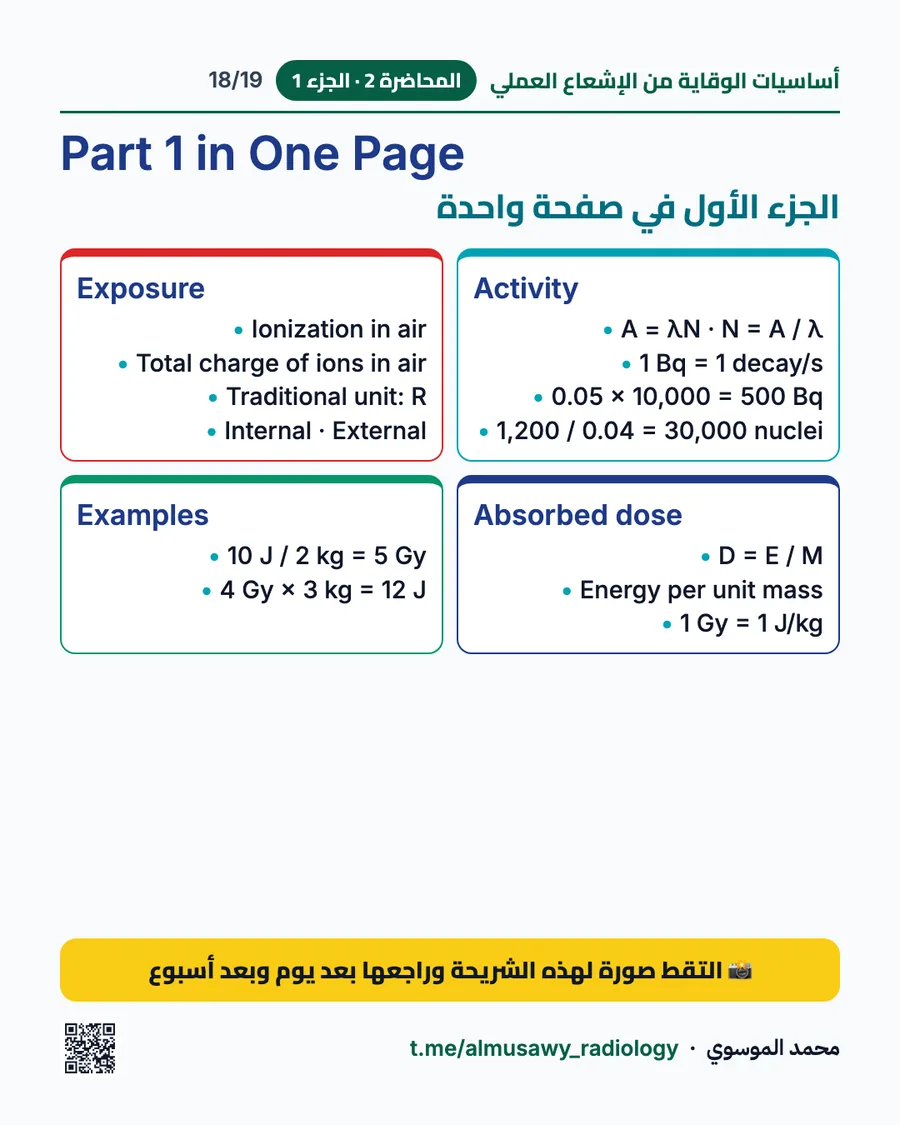 أساسيات الوقاية من الإشعاع العملي
المحاضرة 2 · الجزء 1
18/19
Part 1 in One Page
الجزء الأول في صفحة واحدة
Activity
• A = λN · N = A / λ
• 1 Bq = 1 decay/s
• 0.05 × 10,000 = 500 Bq
• 1,200 / 0.04 = 30,000 nuclei
Exposure
• Ionization in air
• Total charge of ions in air
• Traditional unit: R
• Internal · External
Absorbed dose
• D = E / M
• Energy per unit mass
• 1 Gy = 1 J/kg
Examples
• 10 J / 2 kg = 5 Gy
• 4 Gy × 3 kg = 12 J
📸 التقط صورة لهذه الشريحة وراجعها بعد يوم وبعد أسبوع
محمد الموسوي · t.me/almusawy_radiology